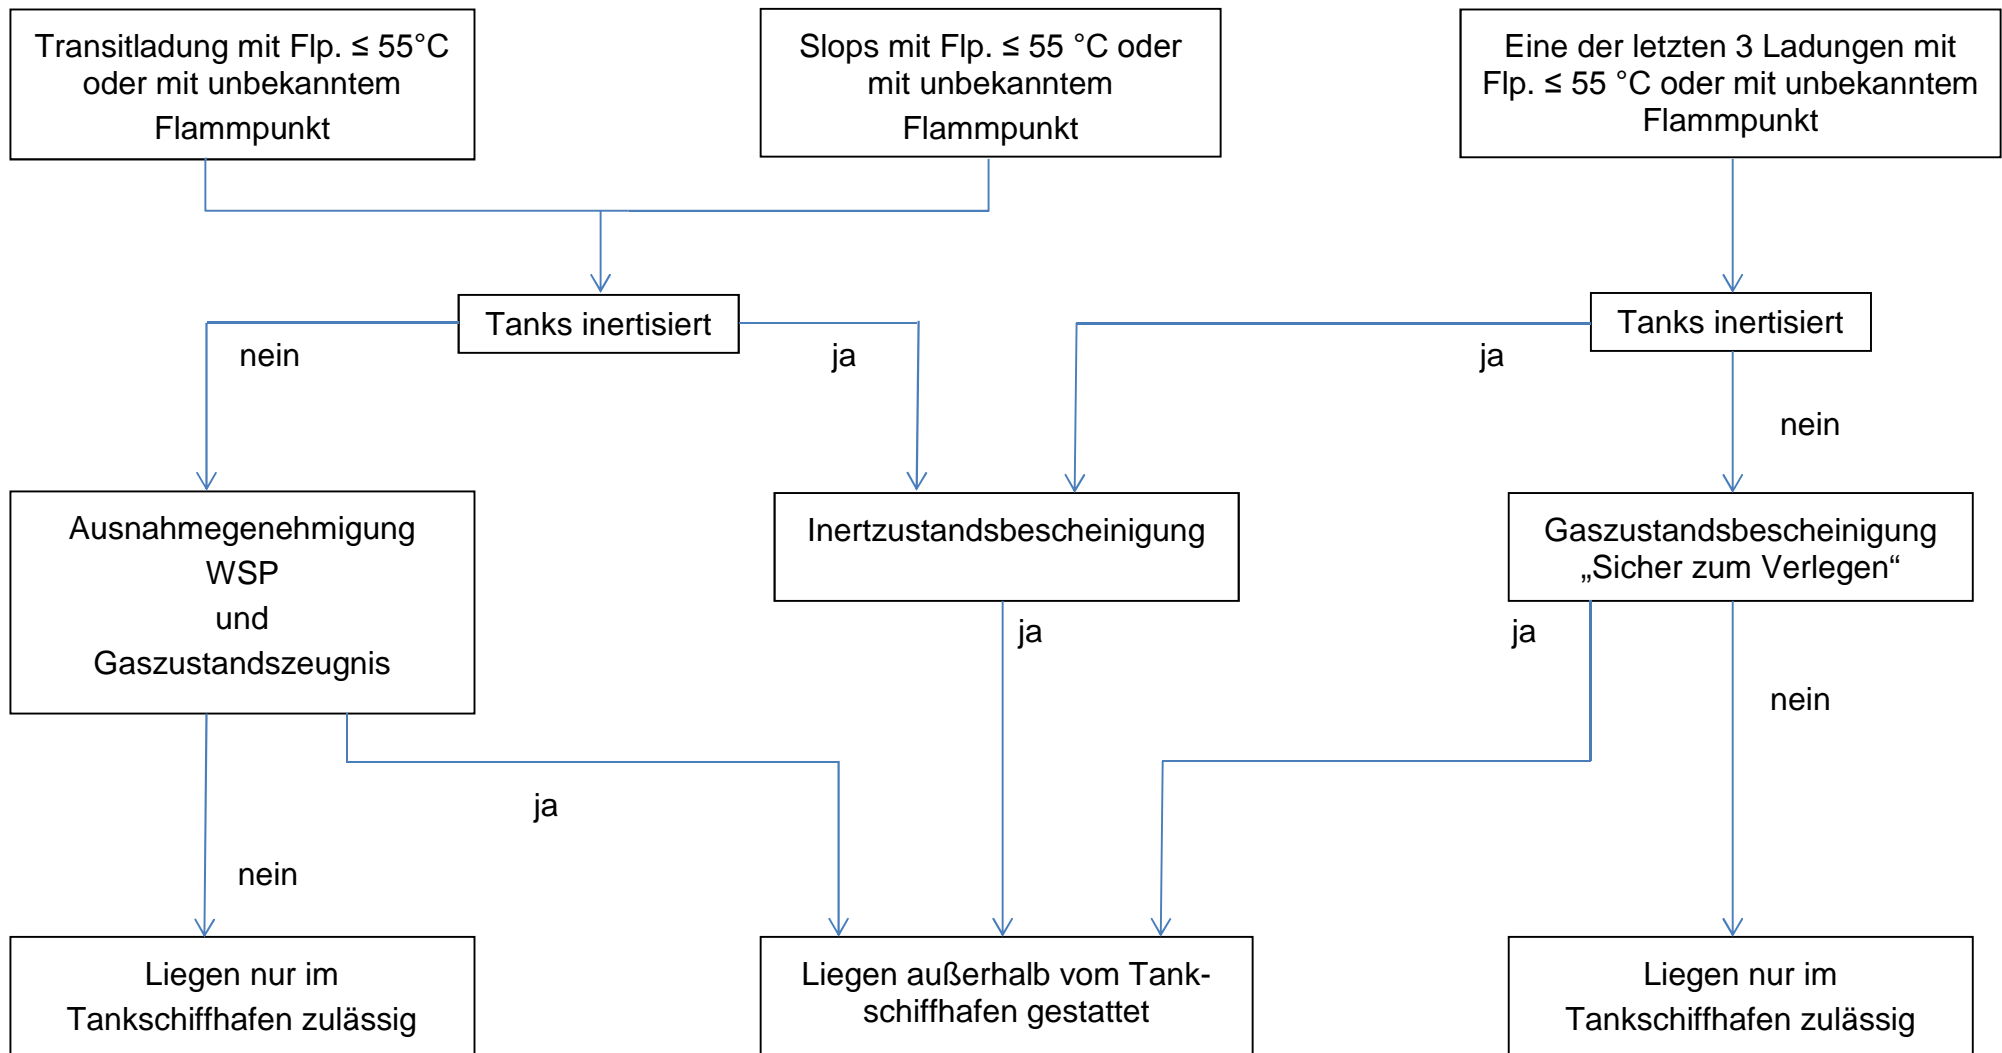 Transitladung mit Flp. ≤ 55°C
oder mit unbekanntem
Flammpunkt
Slops mit Flp. ≤ 55 °C oder
mit unbekanntem
Flammpunkt
Eine der letzten 3 Ladungen mit
Flp. ≤ 55 °C oder mit unbekanntem
Flammpunkt
Tanks inertisiert
Tanks inertisiert
nein
ja
ja
nein
Ausnahmegenehmigung
WSP
und
Gaszustandszeugnis
Inertzustandsbescheinigung
Gaszustandsbescheinigung
„Sicher zum Verlegen“
ja
ja
nein
ja
nein
Liegen nur im
Tankschiffhafen zulässig
Liegen außerhalb vom Tank-
schiffhafen gestattet
Liegen nur im
Tankschiffhafen zulässig